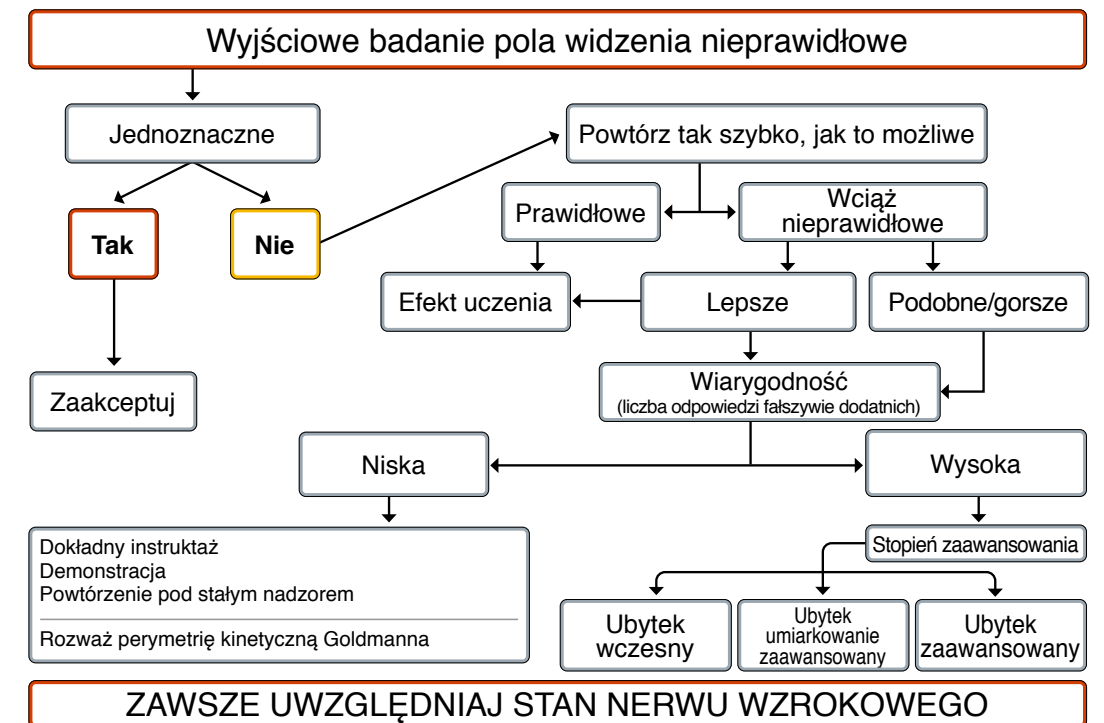 Wyjściowe badanie pola widzenia nieprawidłowe
Jednoznaczne
Powtórz tak szybko, jak to możliwe
Tak
Nie
Prawidłowe
Wciąż
nieprawidłowe
Efekt uczenia
Lepsze
Podobne/gorsze
Zaakceptuj
Wiarygodność
(liczba odpowiedzi fałszywie dodatnich)
Niska
Wysoka
Dokładny instruktaż
Demonstracja
Powtórzenie pod stałym nadzorem
Rozważ perymetrię kinetyczną Goldmanna
Stopień zaawansowania
Ubytek
wczesny
Ubytek
umiarkowanie
zaawansowany
Ubytek
zaawansowany
ZAWSZE UWZGLĘDNIAJ STAN NERWU WZROKOWEGO